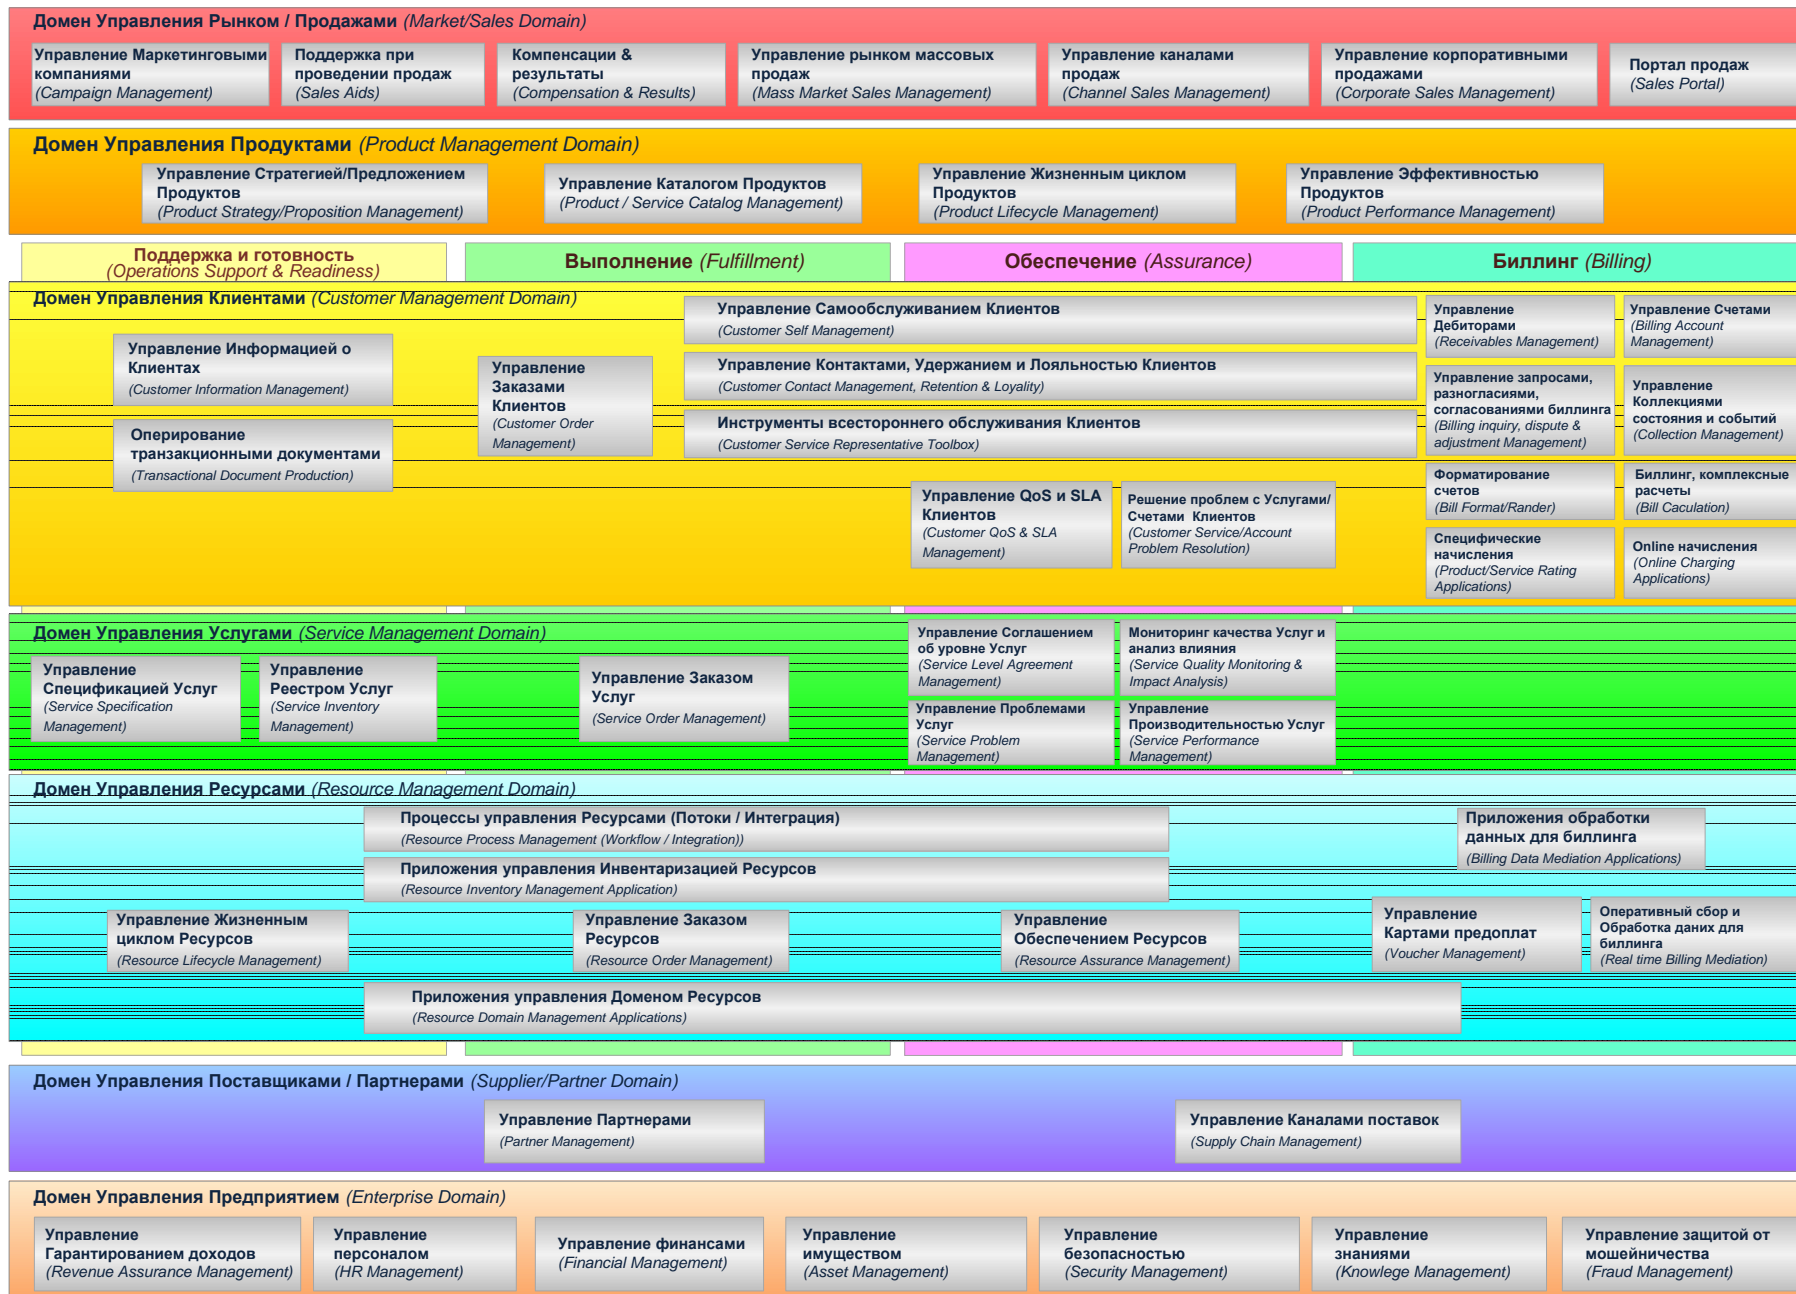 Домен Управления Рынком / Продажами (Market/Sales Domain)
Управление Маркетинговыми
компаниями
(Campaign Management)
Поддержка при
проведении продаж
(Sales Aids)
Компенсации &
результаты
(Compensation & Results)
Управление рынком массовых
продаж
(Mass Market Sales Management)
Управление каналами
продаж
(Channel Sales Management)
Управление корпоративными
продажами
(Corporate Sales Management)
Портал продаж
(Sales Portal)
Домен Управления Продуктами (Product Management Domain)
Управление Стратегией/Предложением
Продуктов
(Product Strategy/Proposition Management)
Управление Каталогом Продуктов
(Product / Service Catalog Management)
Управление Жизненным циклом
Продуктов
(Product Lifecycle Management)
Управление Эффективностью
Продуктов
(Product Performance Management)
Поддержка и готовность
(Operations Support & Readiness)
Выполнение (Fulfillment)
Обеспечение (Assurance)
Биллинг (Billing)
Домен Управления Клиентами (Customer Management Domain)
Управление Информацией о
Клиентах
(Customer Information Management)
Оперирование
транзакционными документами
(Transactional Document Production)
Управление
Заказами
Клиентов
(Customer Order
Management)
Управление Самообслуживанием Клиентов
(Customer Self Management)
Управление Контактами, Удержанием и Лояльностью Клиентов
(Customer Contact Management, Retention & Loyality)
Инструменты всестороннего обслуживания Клиентов
(Customer Service Representative Toolbox)
Управление QoS и SLA
Клиентов
(Customer QoS & SLA
Management)
Решение проблем с Услугами/
Счетами Клиентов
(Customer Service/Account
Problem Resolution)
Управление
Дебиторами
(Receivables Management)
Управление Счетами
(Billing Account
Management)
Управление запросами,
разногласиями,
согласованиями биллинга
(Billing inquiry, dispute &
adjustment Management)
Управление
Коллекциями
состояния и событий
(Collection Management)
Форматирование
счетов
(Bill Format/Rander)
Биллинг, комплексные
расчеты
(Bill Caculation)
Специфические
начисления
(Product/Service Rating
Applications)
Online начисления
(Online Charging
Applications)
Домен Управления Услугами (Service Management Domain)
Управление
Спецификацией Услуг
(Service Specification
Management)
Управление
Реестром Услуг
(Service Inventory
Management)
Управление Заказом
Услуг
(Service Order Management)
Управление Соглашением
об уровне Услуг
(Service Level Agreement
Management)
Мониторинг качества Услуг и
анализ влияния
(Service Quality Monitoring &
Impact Analysis)
Управление Проблемами
Услуг
(Service Problem
Management)
Управление
Производительностью Услуг
(Service Performance
Management)
Домен Управления Ресурсами (Resource Management Domain)
Процессы управления Ресурсами (Потоки / Интеграция)
(Resource Process Management (Workflow / Integration))
Приложения обработки
данных для биллинга
(Billing Data Mediation Applications)
Приложения управления Инвентаризацией Ресурсов
(Resource Inventory Management Application)
Управление Жизненным
циклом Ресурсов
(Resource Lifecycle Management)
Управление Заказом
Ресурсов
(Resource Order Management)
Управление
Обеспечением Ресурсов
(Resource Assurance Management)
Управление
Картами предоплат
(Voucher Management)
Оперативный сбор и
Обработка даних для
биллинга
(Real time Billing Mediation)
Приложения управления Доменом Ресурсов
(Resource Domain Management Applications)
Домен Управления Поставщиками / Партнерами (Supplier/Partner Domain)
Управление Партнерами
(Partner Management)
Управление Каналами поставок
(Supply Chain Management)
Домен Управления Предприятием (Enterprise Domain)
Управление
Гарантированием доходов
(Revenue Assurance Management)
Управление
персоналом
(HR Management)
Управление финансами
(Financial Management)
Управление
имуществом
(Asset Management)
Управление
безопасностью
(Security Management)
Управление
знаниями
(Knowlege Management)
Управление защитой от
мошейничества
(Fraud Management)